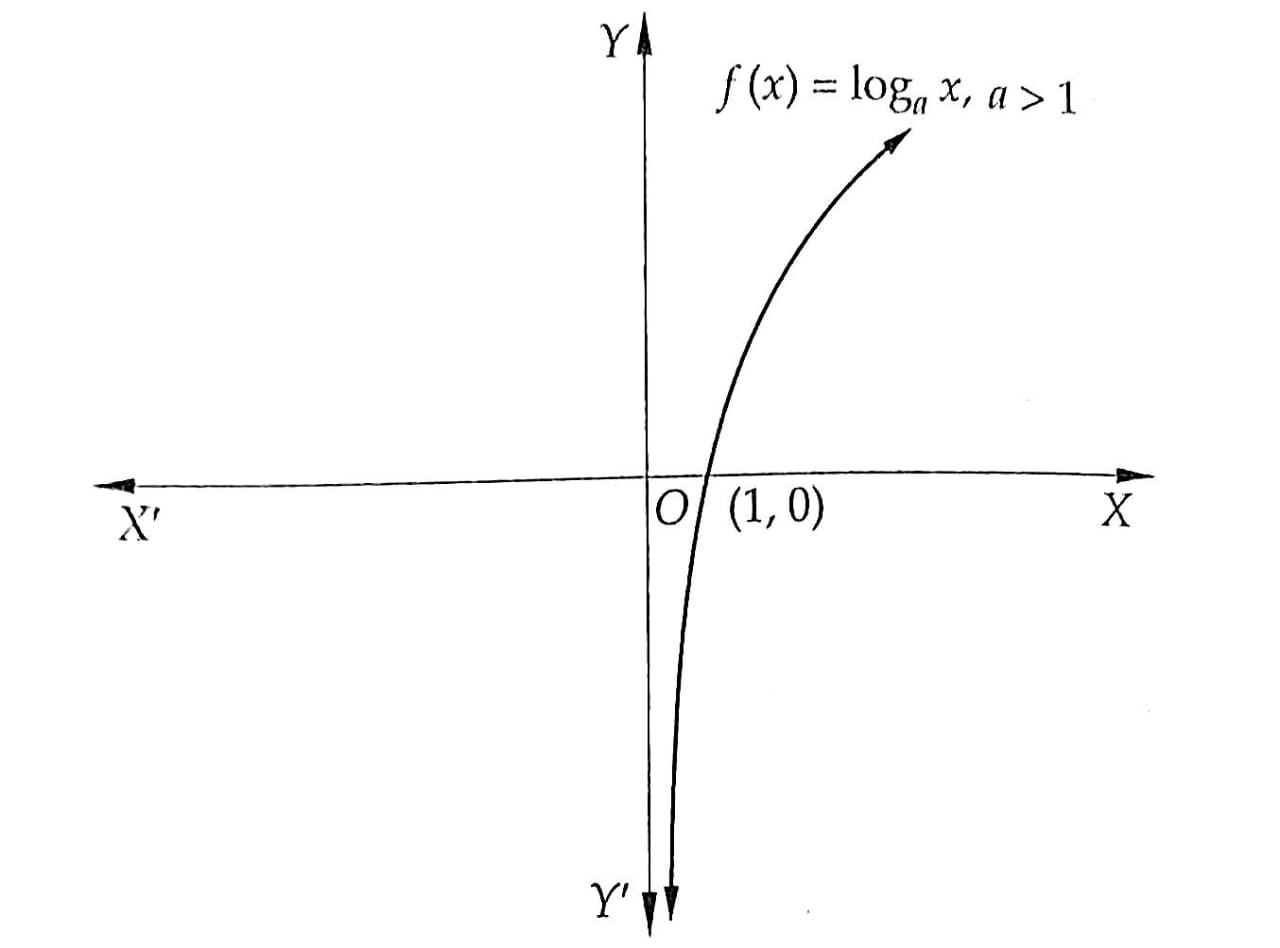 Y
f (x) = logₐ x, a > 1
O (1, 0)
X
X'
Y'